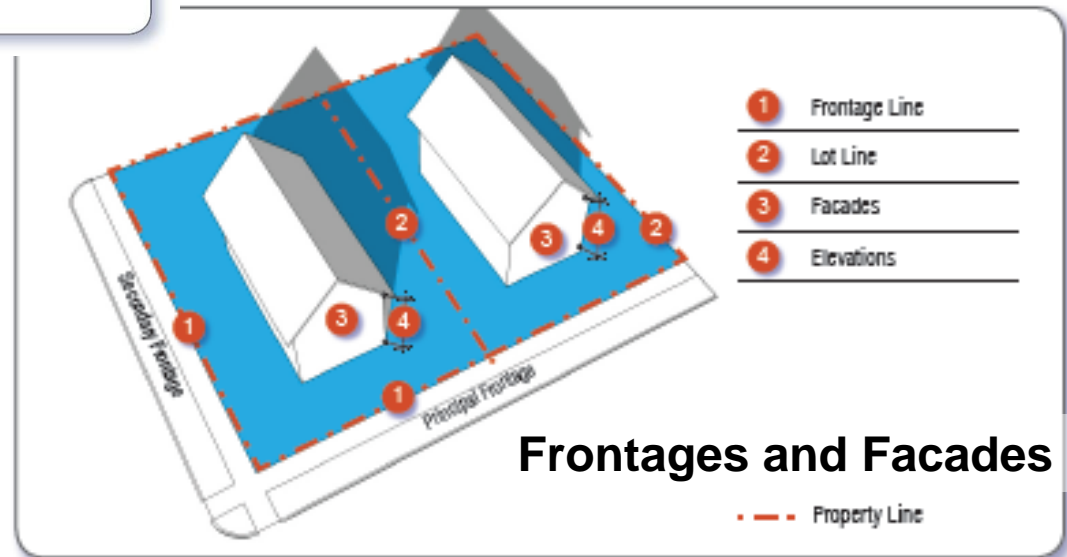 1 Frontage Line
2 Lot Line
3 Facades
4 Elevations
2
3
4
2
1
3
4
1
Secondary Frontage
Principal Frontage
Frontages and Facades
Property Line